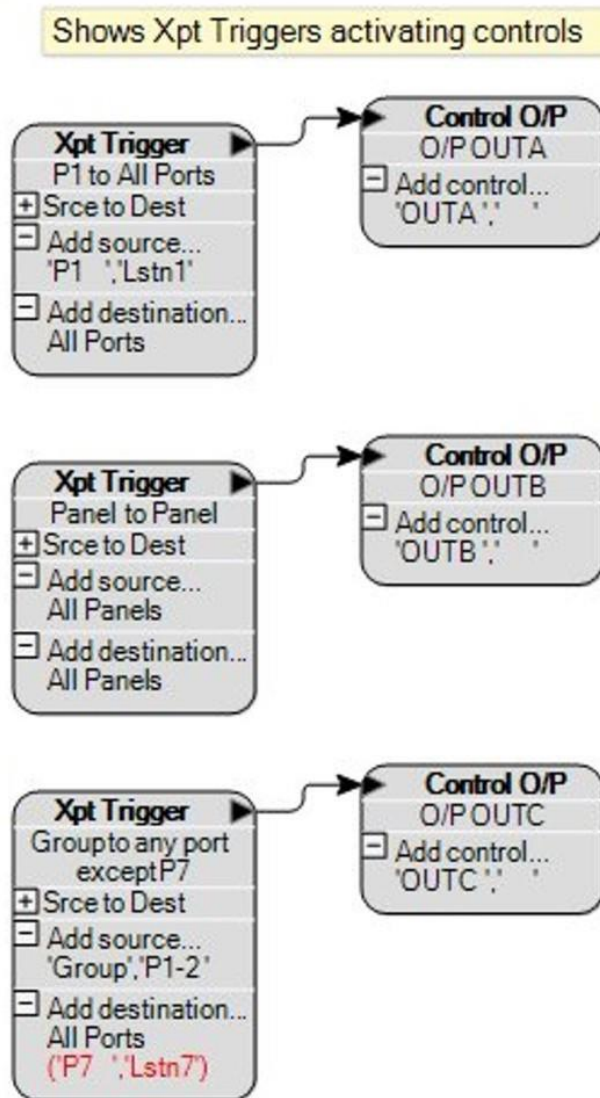 Shows Xpt Triggers activating controls
Xpt Trigger
P1 to All Ports
Srce to Dest
Add source...
'P1   ','Lstn1'
Add destination...
All Ports
Control O/P
O/P OUTA
Add control...
'OUTA ','     '
Xpt Trigger
Panel to Panel
Srce to Dest
Add source...
All Panels
Add destination...
All Panels
Control O/P
O/P OUTB
Add control...
'OUTB ','     '
Xpt Trigger
Group to any port
except P7
Srce to Dest
Add source...
'Group','P1-2 '
Add destination...
All Ports
('P7   ','Lstn7')
Control O/P
O/P OUTC
Add control...
'OUTC ','     '